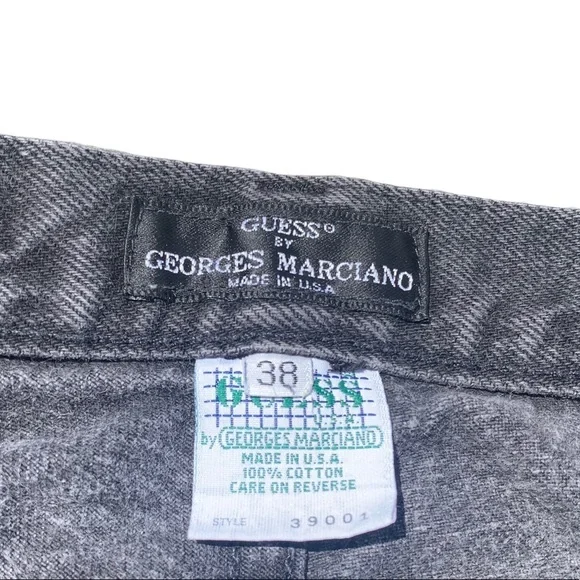 GUESS®
BY
GEORGES MARCIANO
MADE IN U.S.A
38
GUESS
U.S.A.
by GEORGES MARCIANO
MADE IN U.S.A.
100% COTTON
CARE ON REVERSE
STYLE 39001